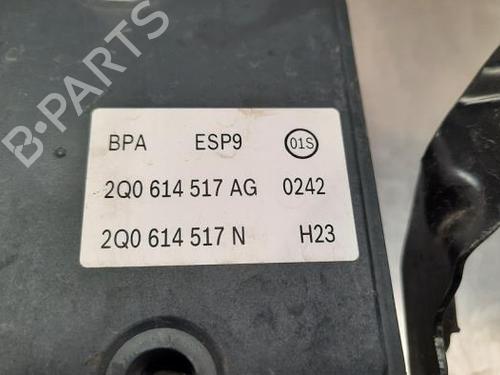 B-PARTS
BPA ESP9 01S
2Q0 614 517 AG 0242
2Q0 614 517 N H23